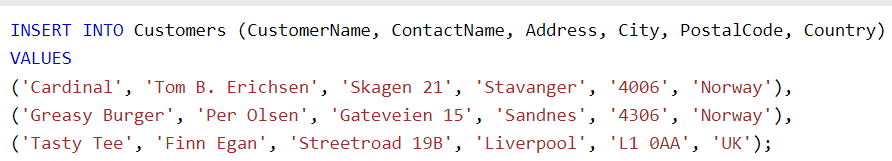 INSERT INTO Customers (CustomerName, ContactName, Address, City, PostalCode, Country)
VALUES
('Cardinal', 'Tom B. Erichsen', 'Skagen 21', 'Stavanger', '4006', 'Norway'),
('Greasy Burger', 'Per Olsen', 'Gateveien 15', 'Sandnes', '4306', 'Norway'),
('Tasty Tee', 'Finn Egan', 'Streetroad 19B', 'Liverpool', 'L1 0AA', 'UK');